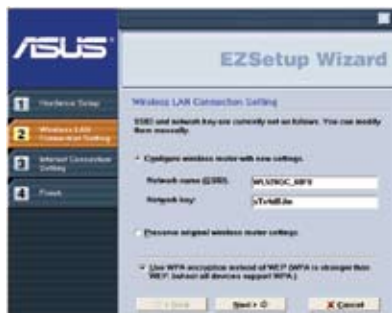 ASUS
EZSetup Wizard
1 Hardware Setup
2 Wireless LAN
Connection Setting
3 Internet Connection
Setting
4 Finish
Wireless LAN Connection Setting
SSID and network key are currently set as follows. You can modify
them manually.
Configure wireless router with new settings.
Network name (SSID):
Network key:
Preserve original wireless router settings
Use WPA encryption instead of WEP (WPA is stronger than
WEP, but not all devices support WPA.)
Next >
X Cancel